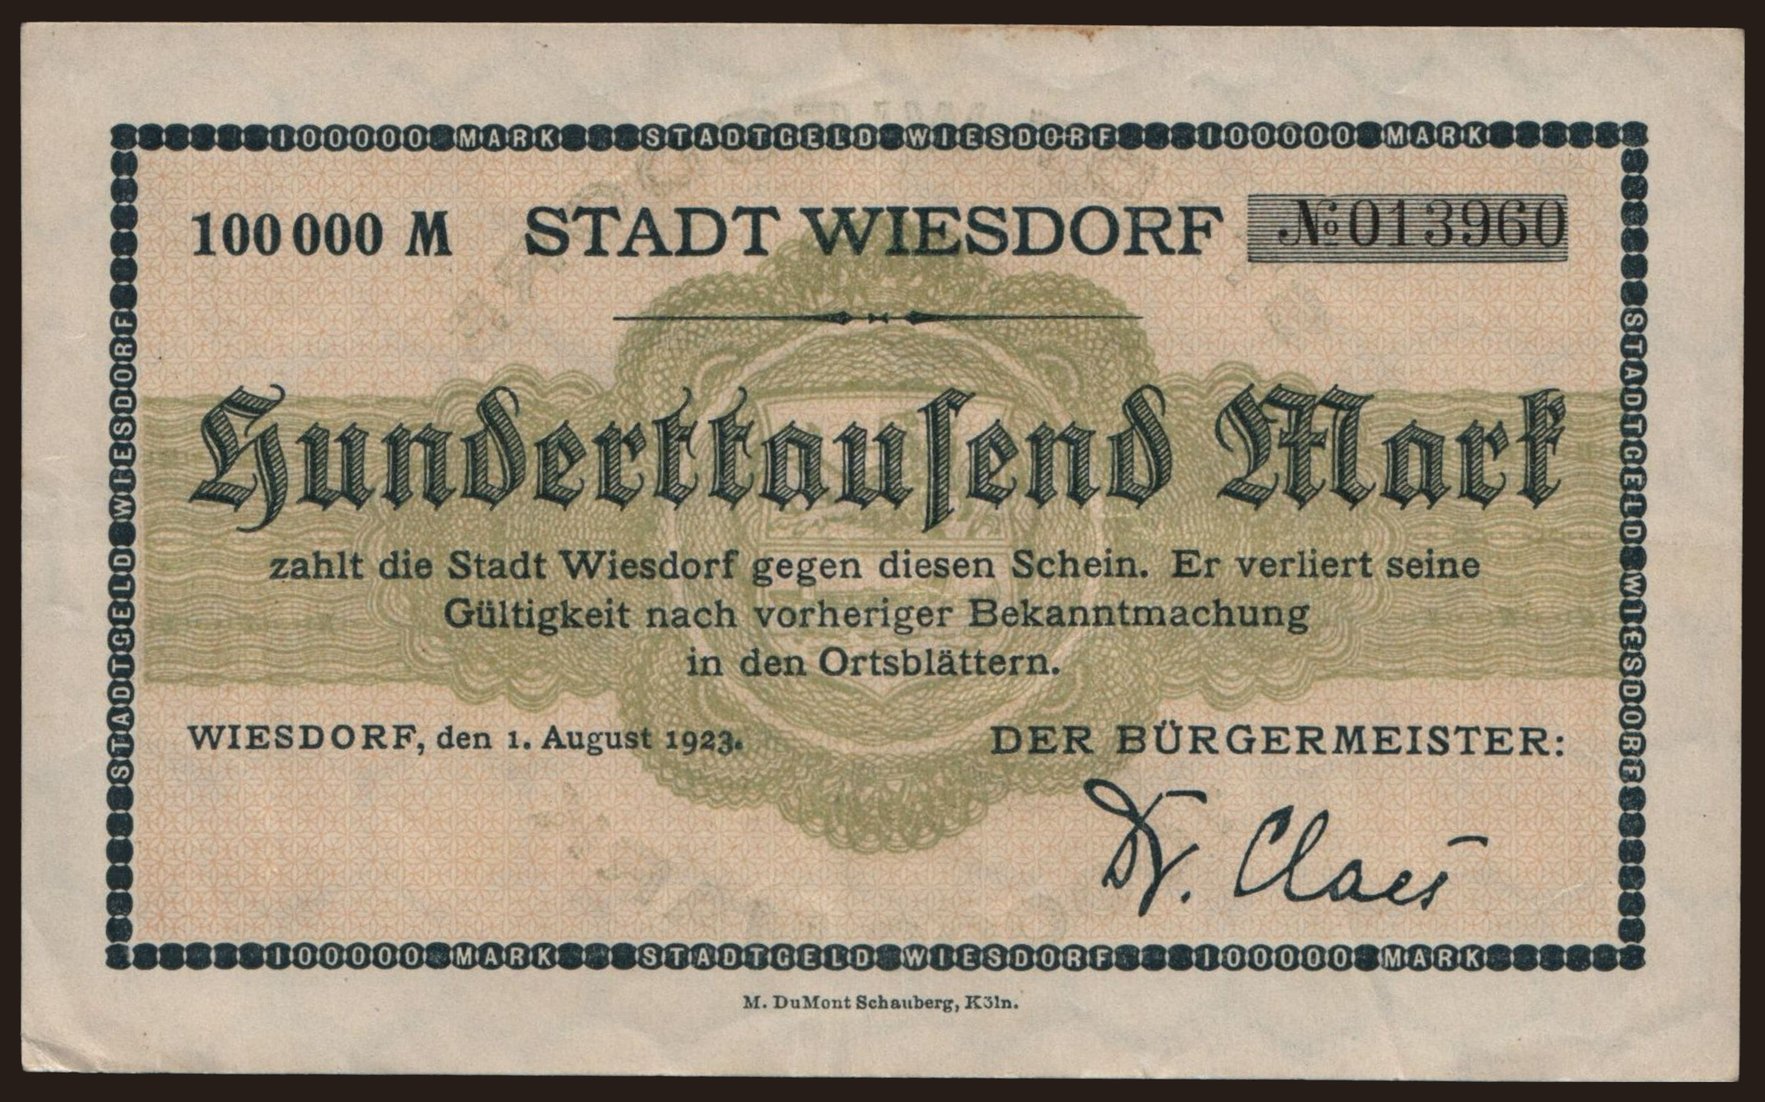 100000 MARK STADTGELD WIESDORF 100000 MARK
100 000 M STADT WIESDORF № 013960
Hunderttauſend Mark
zahlt die Stadt Wiesdorf gegen diesen Schein. Er verliert seine
Gültigkeit nach vorheriger Bekanntmachung
in den Ortsblättern.
WIESDORF, den 1. August 1923.
DER BÜRGERMEISTER:
Dr. Claes
STADTGELD WIESDORF
STADTGELD WIESDORF
100000 MARK STADTGELD WIESDORF 100000 MARK
M. DuMont Schauberg, Köln.